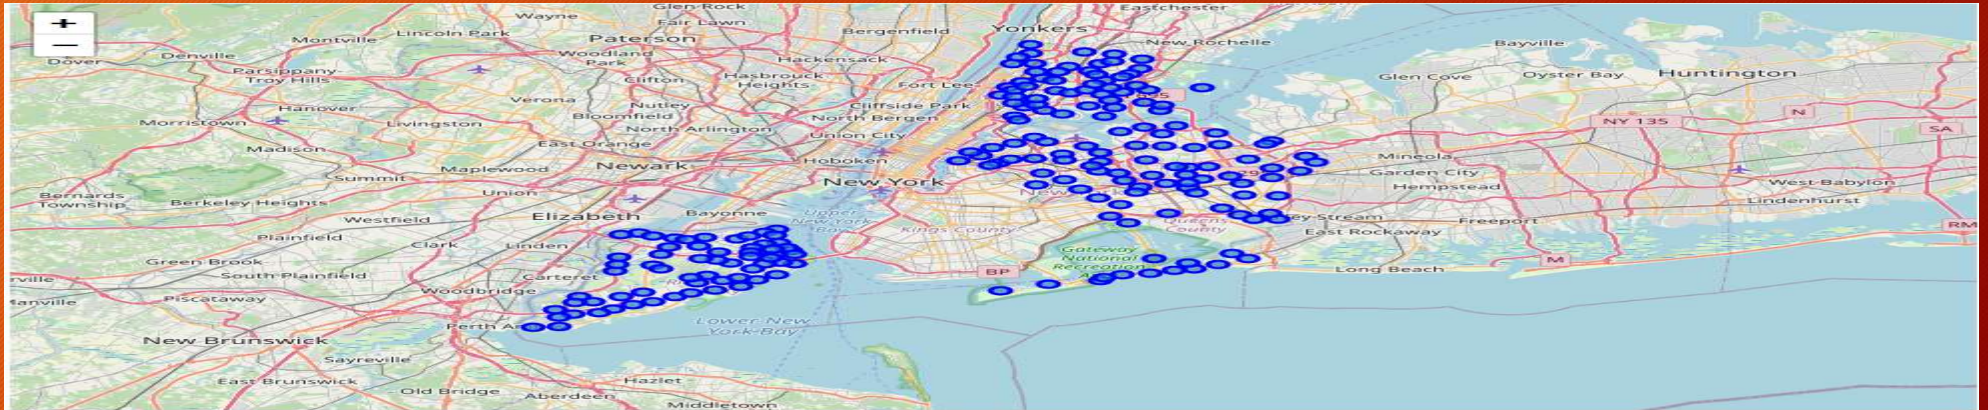 +
−
Glen Rock
Eastchester
Wayne
Fair Lawn
Lincoln Park
Bergenfield
Yonkers
Montville
Paterson
New Rochelle
Bayville
Denville
Woodland
Park
Hackensack
Dover
Parsippany-
Troy Hills
Clifton
Hasbrouck
Heights
Fort Lee
Glen Cove
Oyster Bay
Huntington
Verona
Nutley
Cliffside Park
Hanover
Bloomfield
North Bergen
N
Morristown
Livingston
North Arlington
Union City
NY 135
SA
East Orange
Madison
Maplewood
Newark
Hoboken
Mineola
Summit
New York
Garden City
Bernards
Township
Union
Hempstead
West Babylon
Berkeley Heights
Lindenhurst
Westfield
Elizabeth
Bayonne
Upper
New York
Bay
Queens
County
ey Stream
Freeport
RM
Plainfield
Clark
Linden
Kings County
East Rockaway
Green Brook
Gateway
National
Recreation
M
rville
South Plainfield
Carteret
BP
Long Beach
Woodbridge
Manville
Piscataway
Perth A
Lower New
York Bay
New Brunswick
Sayreville
East Brunswick
Hazlet
Old Bridge
Aberdeen
Middletown